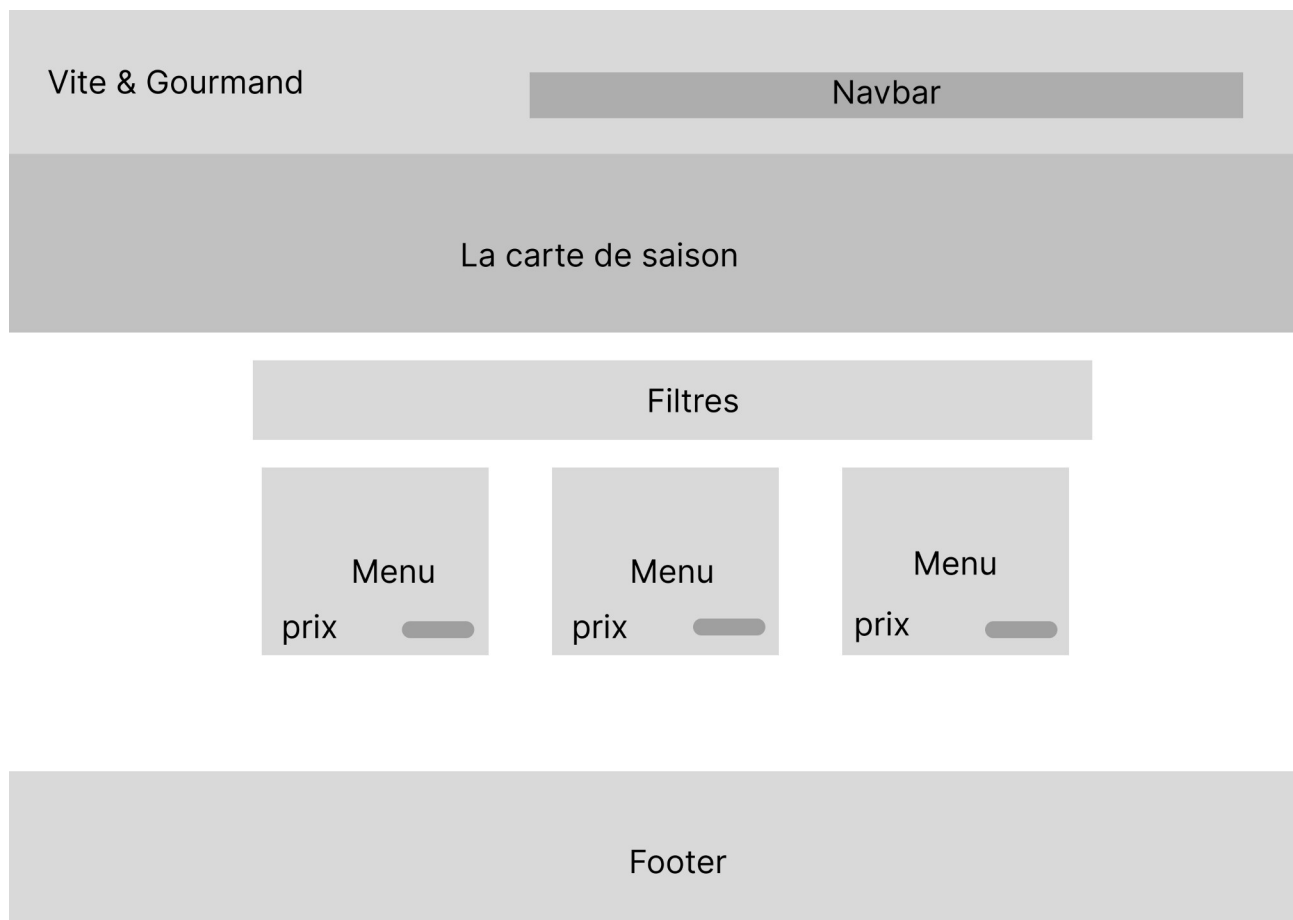 Vite & Gourmand
Navbar
La carte de saison
Filtres
Menu
Menu
Menu
prix
prix
prix
Footer